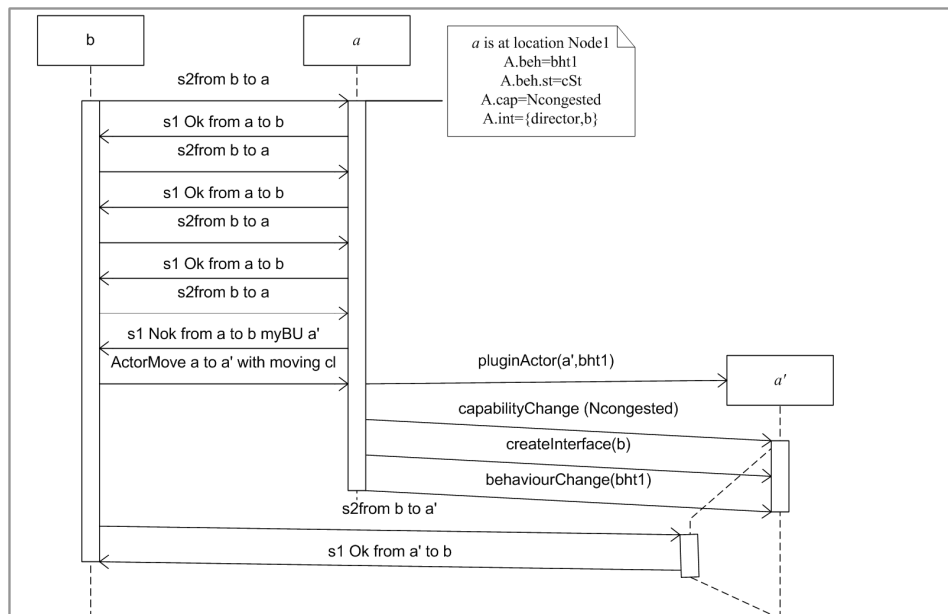 b
a
a is at location Node1
A.beh=bht1
A.beh.st=cSt
A.cap=Ncongested
A.int={director,b}
s2from b to a
s1 Ok from a to b
s2from b to a
s1 Ok from a to b
s2from b to a
s1 Ok from a to b
s2from b to a
s1 Nok from a to b myBU a'
ActorMove a to a' with moving cl
pluginActor(a',bht1)
a'
capabilityChange (Ncongested)
createInterface(b)
behaviourChange(bht1)
s2from b to a'
s1 Ok from a' to b